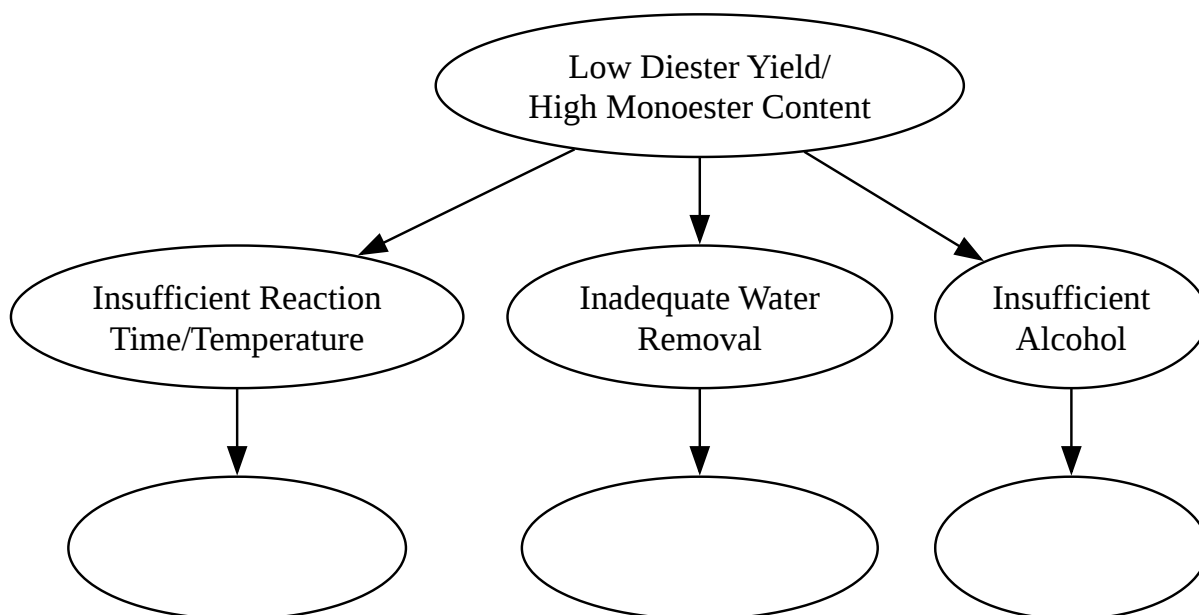 Low Diester Yield/
High Monoester Content
Insufficient Reaction
Time/Temperature
Inadequate Water
Removal
Insufficient
Alcohol